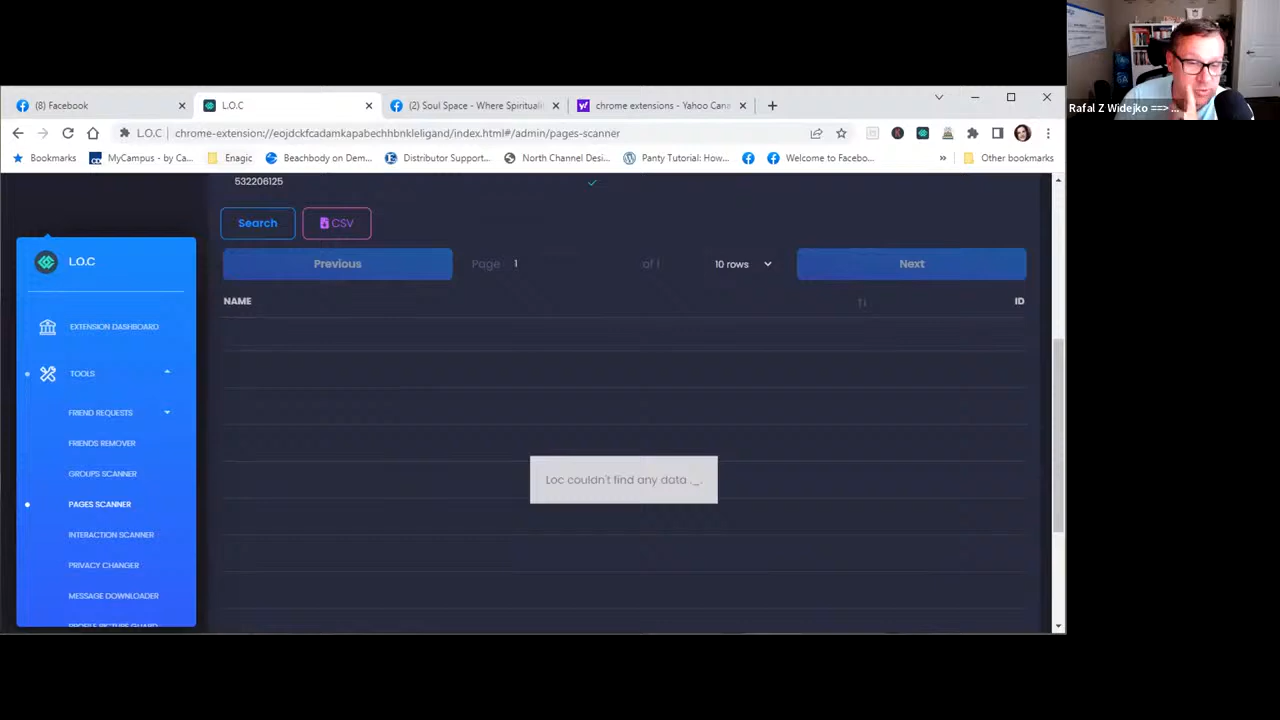 (8) Facebook
L.O.C
(2) Soul Space - Where Spirituali
chrome extensions - Yahoo Cana
L.O.C
chrome-extension://eojdckfcadamkapabechhbnkleligand/index.html#/admin/pages-scanner
Bookmarks
MyCampus - by Ca...
Enagic
Beachbody on Dem...
Distributor Support...
North Channel Desi...
Panty Tutorial: How...
Welcome to Facebo...
»
Other bookmarks
Rafal Z Widejko ==> ...
532206125
Search
CSV
Previous
Page 1 of 1
10 rows
Next
NAME
ID
Loc couldn't find any data ._.
L.O.C
EXTENSION DASHBOARD
TOOLS
FRIEND REQUESTS
FRIENDS REMOVER
GROUPS SCANNER
PAGES SCANNER
INTERACTION SCANNER
PRIVACY CHANGER
MESSAGE DOWNLOADER
PROFILE PICTURE GUARD